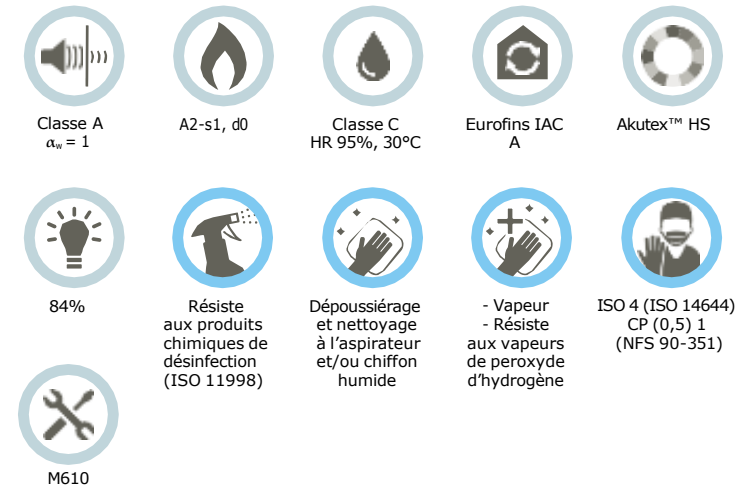 Classe A
αw = 1
A2-s1, d0
Classe C
HR 95%, 30°C
Eurofins IAC
A
Akutex™ HS
84%
Résiste
aux produits
chimiques de
désinfection
(ISO 11998)
Dépoussiérage
et nettoyage
à l’aspirateur
et/ou chiffon
humide
- Vapeur
- Résiste
aux vapeurs
de peroxyde
d’hydrogène
ISO 4 (ISO 14644)
CP (0,5) 1
(NFS 90-351)
M610